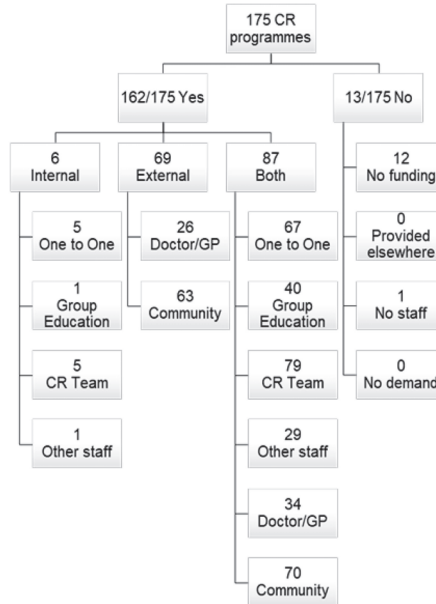 175 CR
programmes
162/175 Yes
13/175 No
6
Internal
69
External
87
Both
12
No funding
5
One to One
26
Doctor/GP
67
One to One
0
Provided
elsewhere
1
Group
Education
63
Community
40
Group
Education
1
No staff
5
CR Team
79
CR Team
0
No demand
1
Other staff
29
Other staff
34
Doctor/GP
70
Community